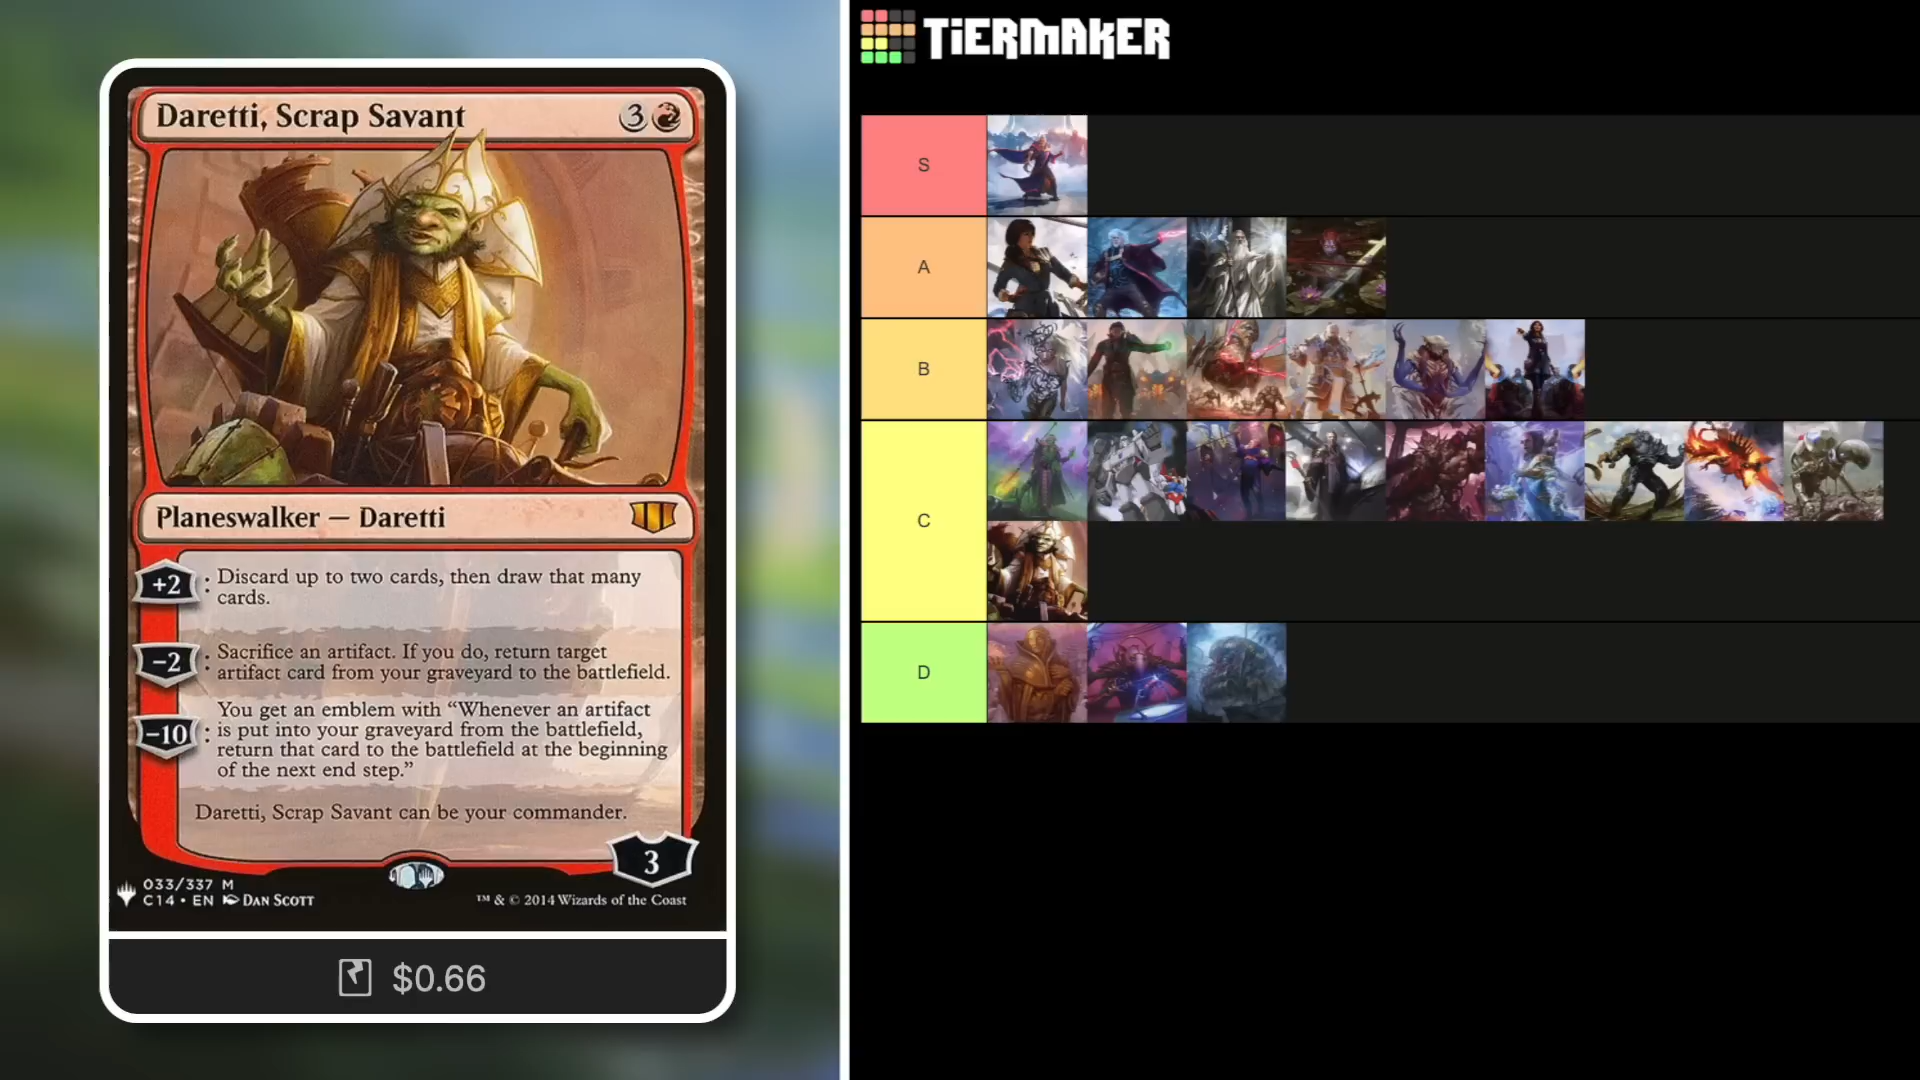 Daretti, Scrap Savant 3
Planeswalker — Daretti
+2 : Discard up to two cards, then draw that many
cards.
−2 : Sacrifice an artifact. If you do, return target
artifact card from your graveyard to the battlefield.
You get an emblem with “Whenever an artifact
−10 : is put into your graveyard from the battlefield,
return that card to the battlefield at the beginning
of the next end step.”
Daretti, Scrap Savant can be your commander.
3
033/337 M
C14 • EN Dan Scott
™ & © 2014 Wizards of the Coast
$0.66
TiERMAKER
S
A
B
C
D